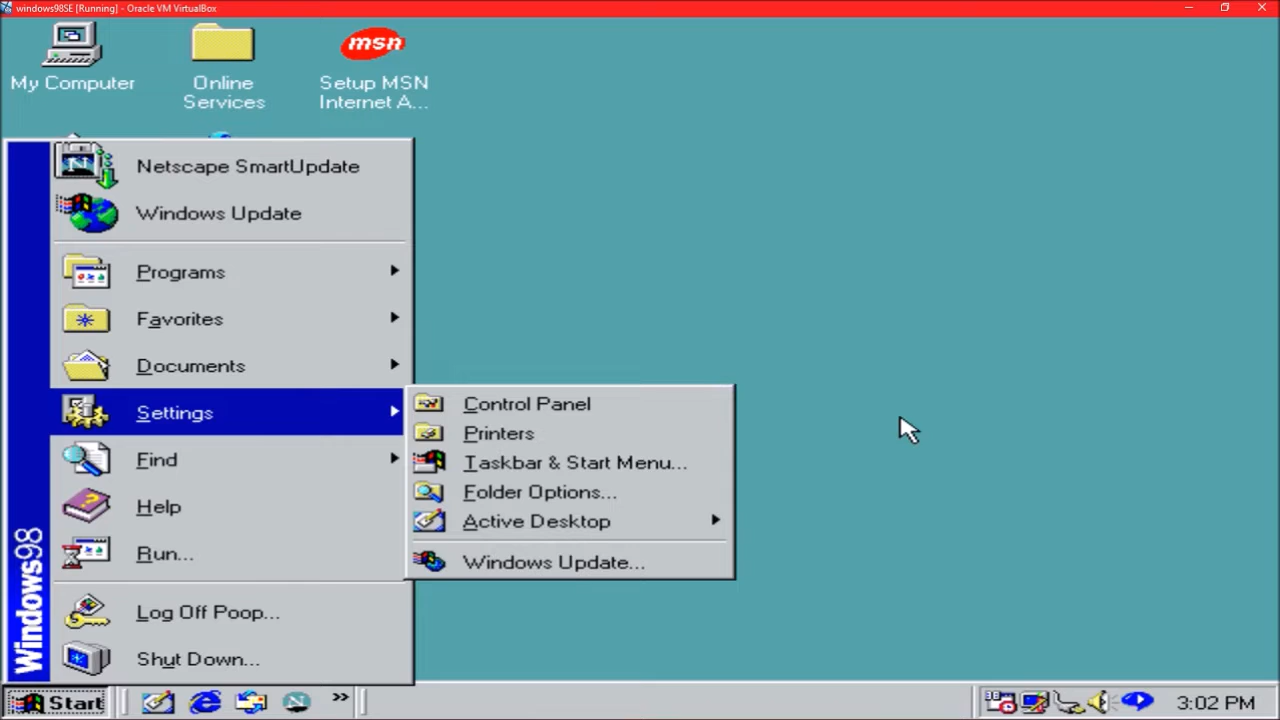 windows98SE [Running] - Oracle VM VirtualBox
My Computer
Online
Services
msn
Setup MSN
Internet A...
Netscape SmartUpdate
Windows Update
Programs
Favorites
Documents
Settings
Find
Help
Run...
Log Off Poop...
Shut Down...
Windows98
Control Panel
Printers
Taskbar & Start Menu...
Folder Options...
Active Desktop
Windows Update...
Start
3:02 PM